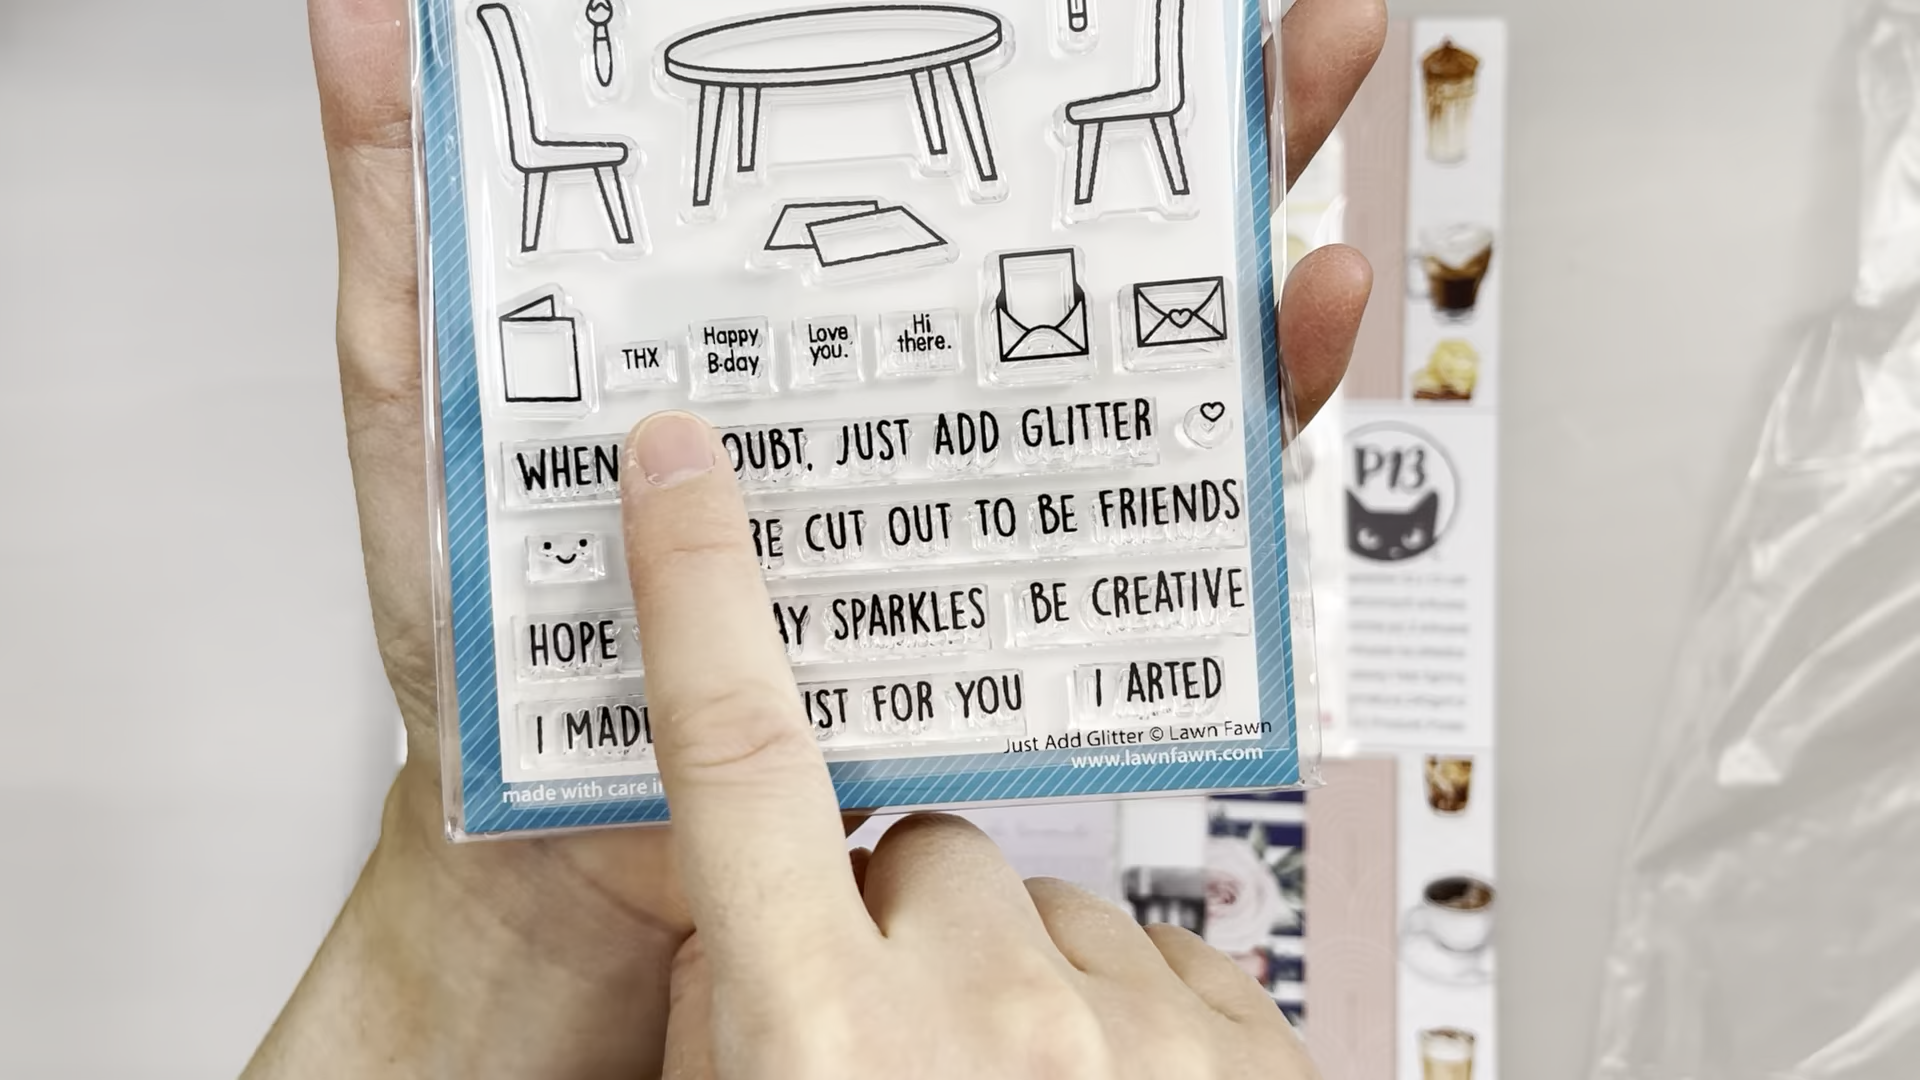 THX
Happy
B-day
Love
you.
Hi
there.
WHEN OUBT, JUST ADD GLITTER
RE CUT OUT TO BE FRIENDS
HOPE AY SPARKLES BE CREATIVE
I MADE UST FOR YOU I ARTED
Just Add Glitter © Lawn Fawn
www.lawnfawn.com
made with care i
P13